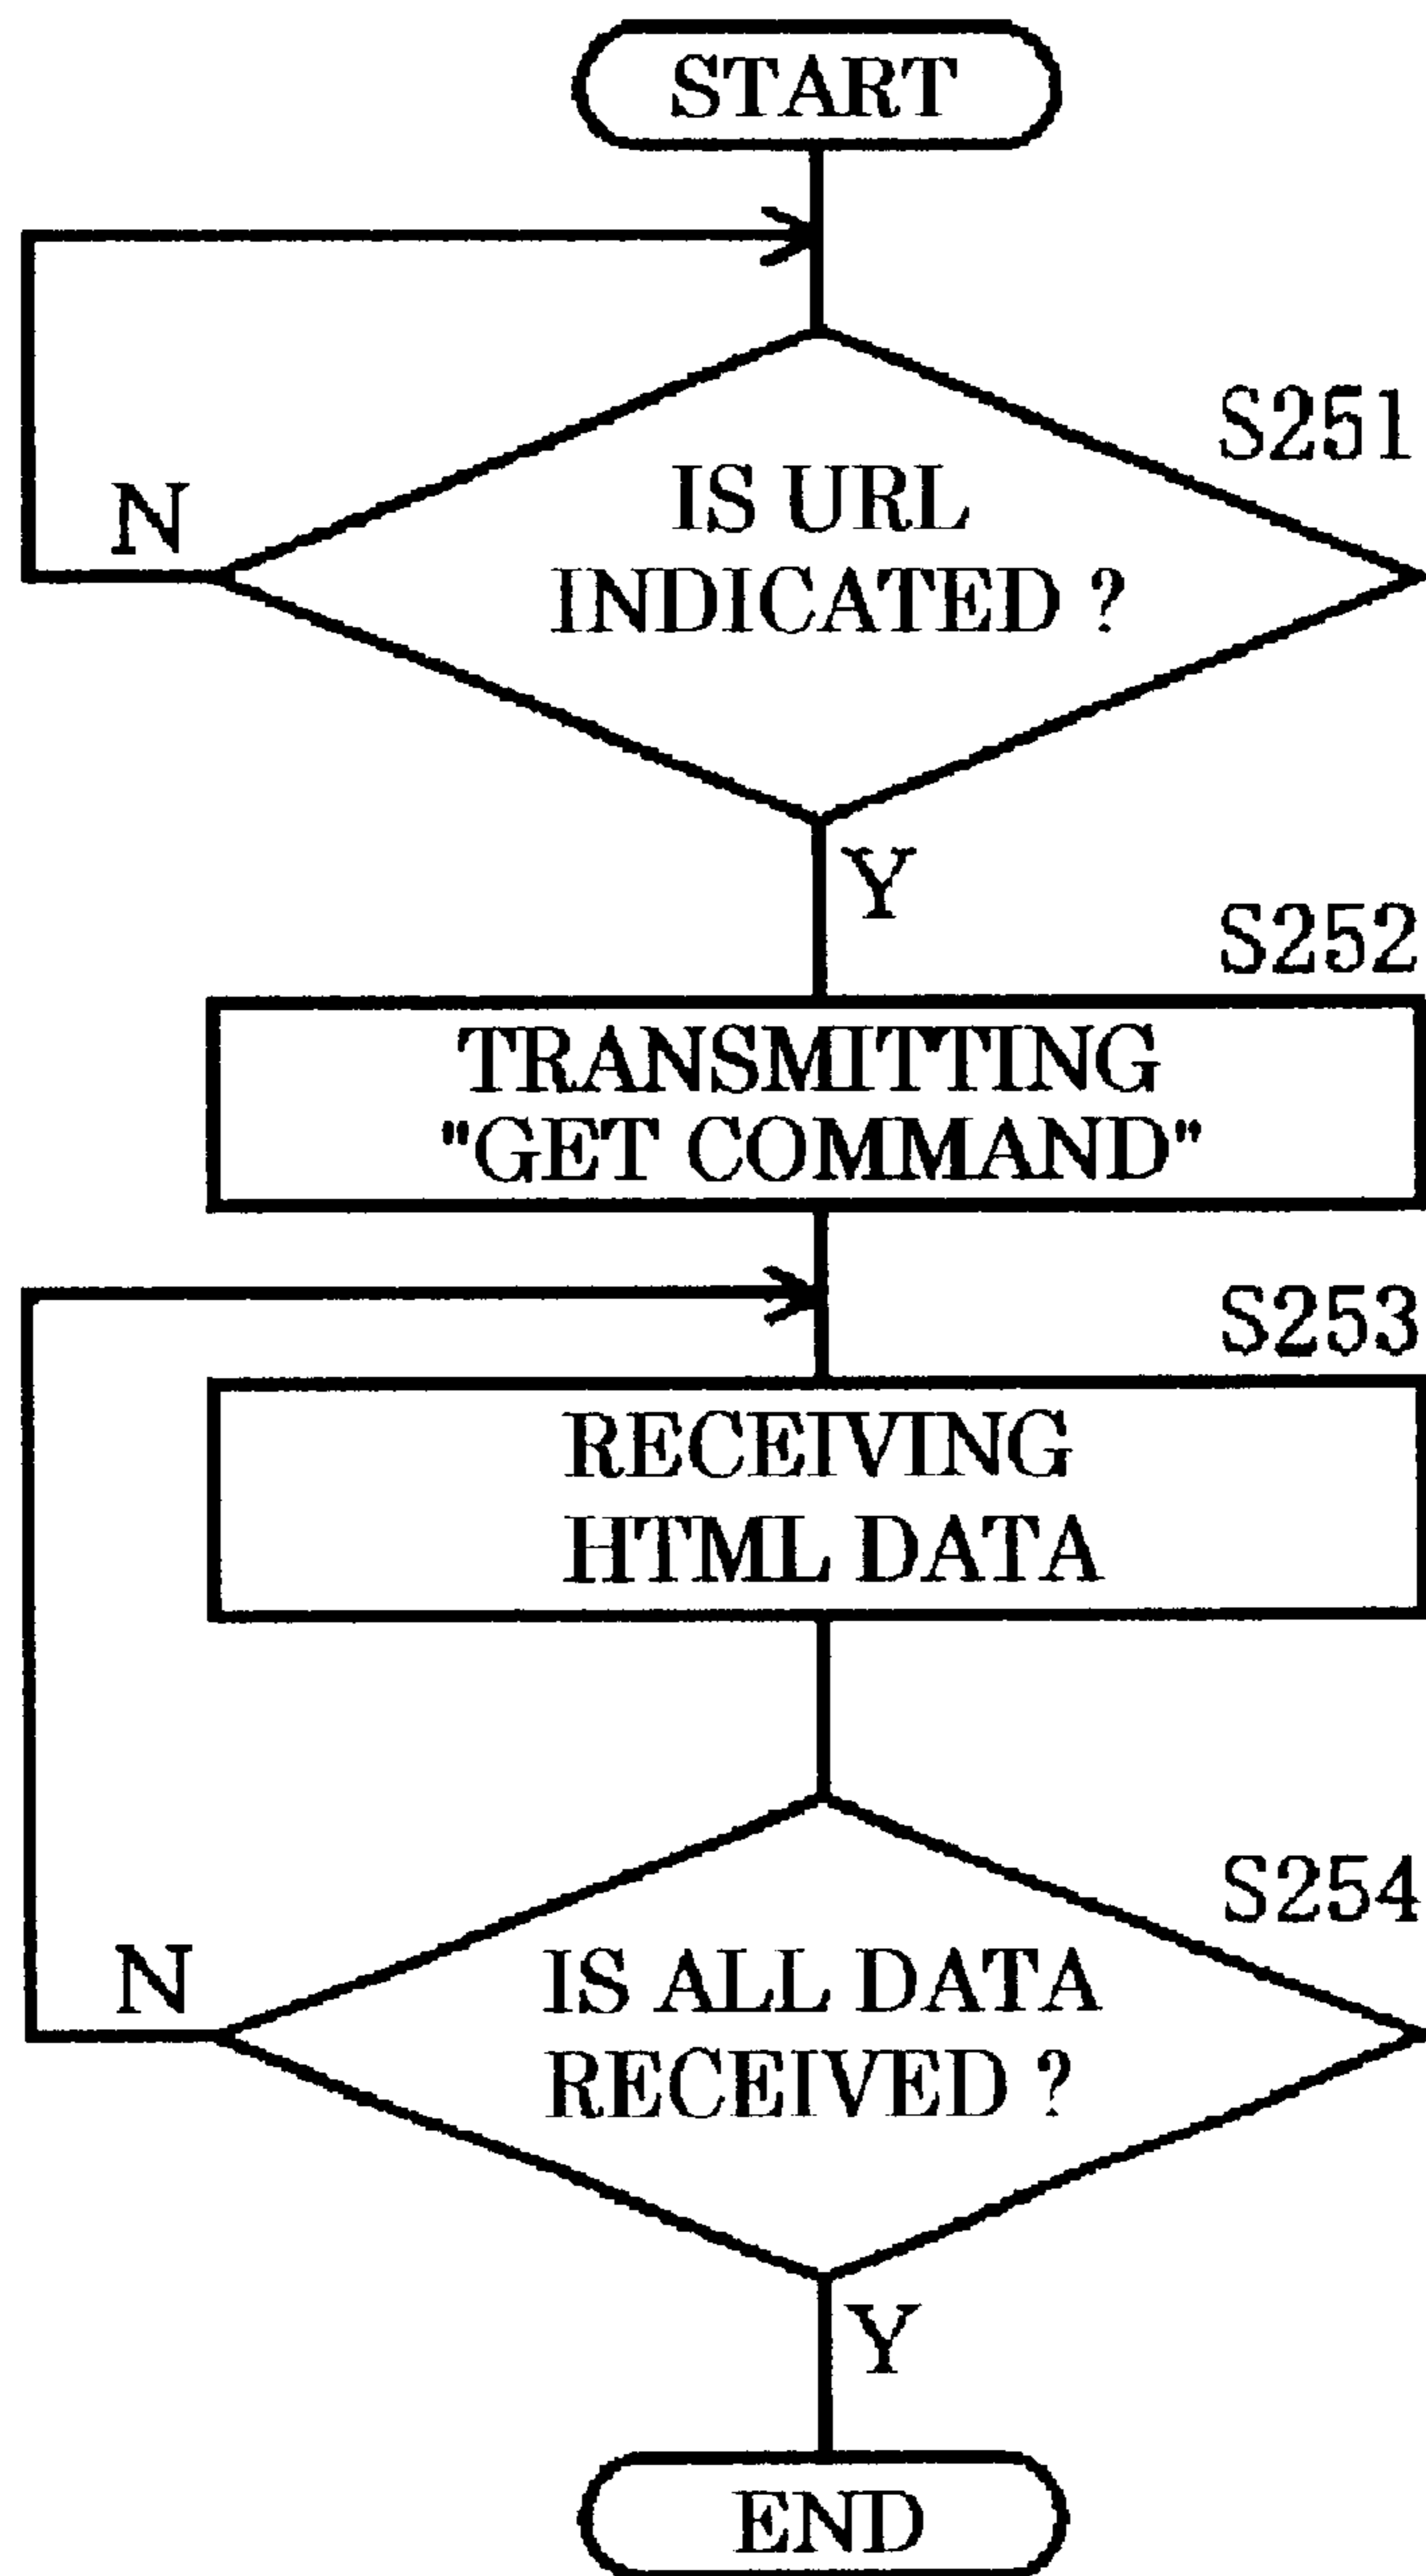 START
S251
IS URL
INDICATED ?
N
Y
S252
TRANSMITTING
"GET COMMAND"
S253
RECEIVING
HTML DATA
S254
IS ALL DATA
RECEIVED ?
N
Y
END